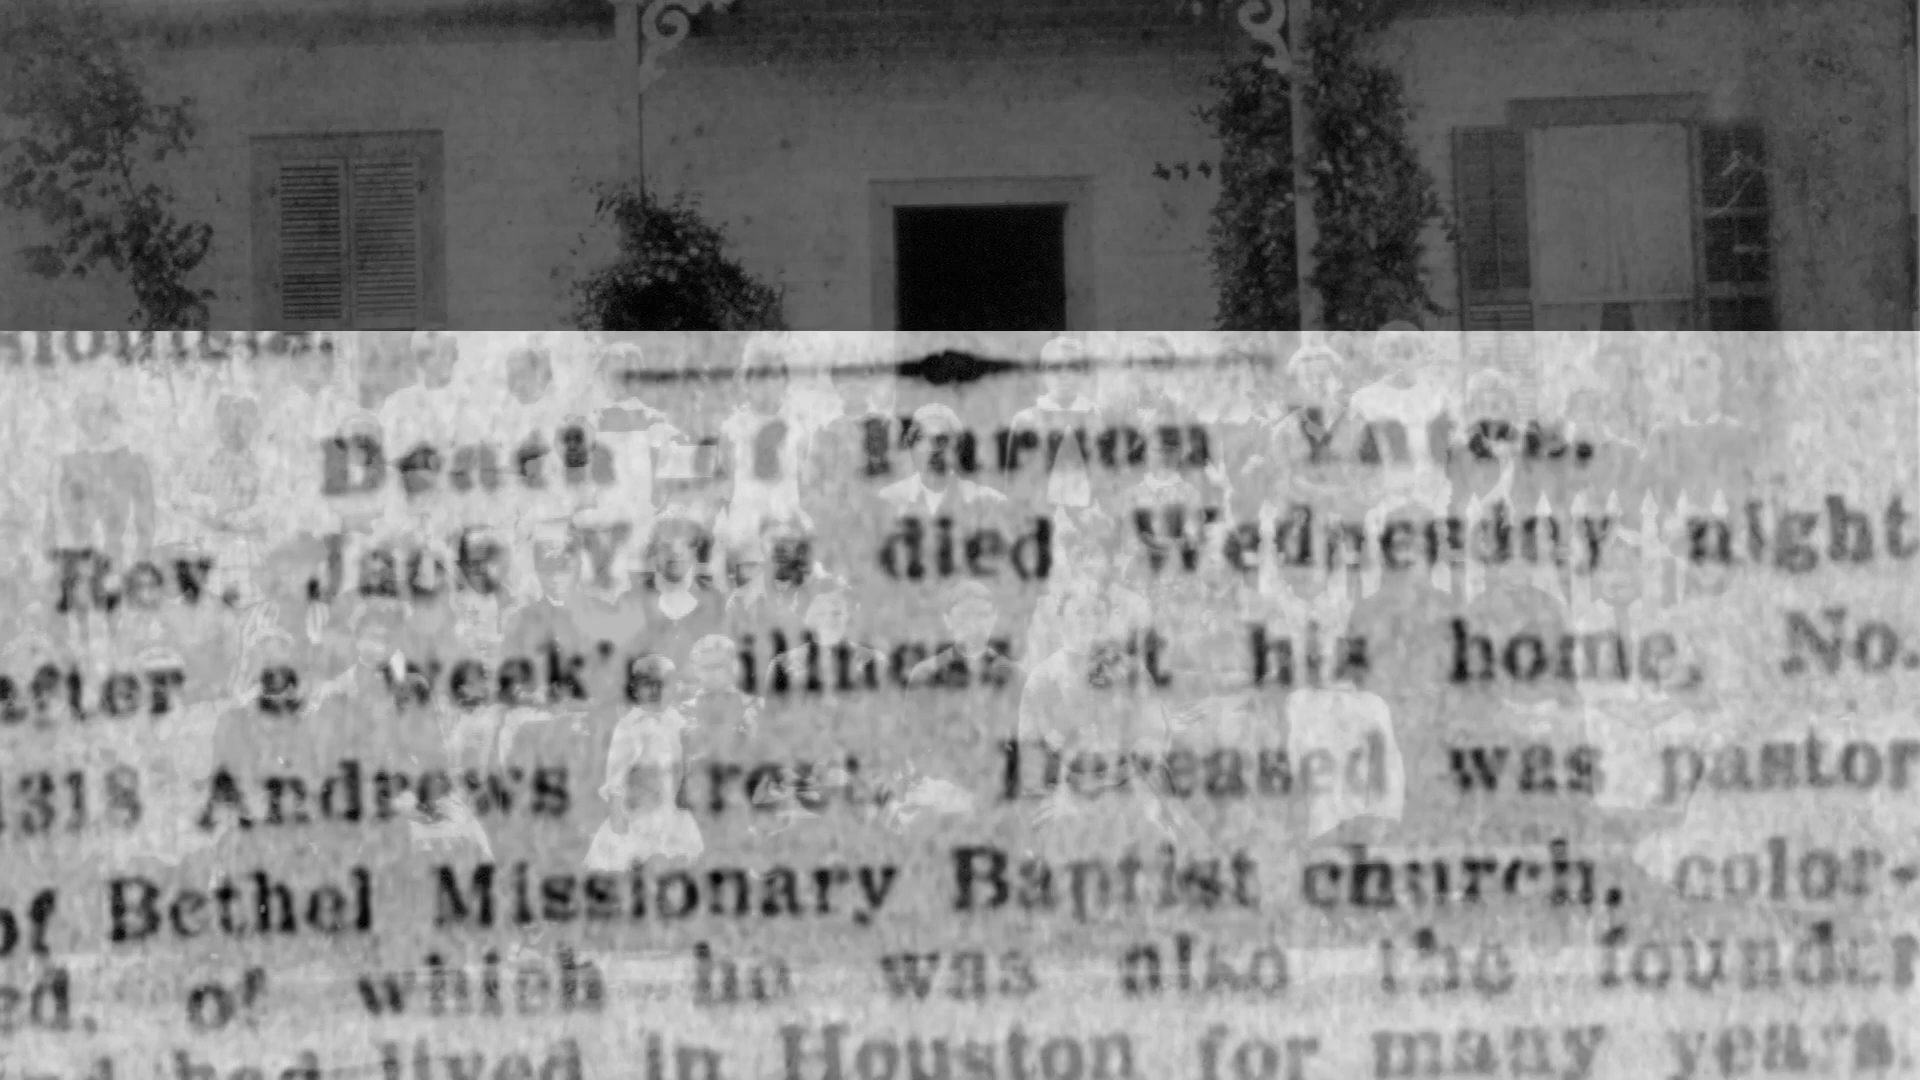 Death of Parson Yates.
Rev. Jack Yates died Wednesday night
after a week's illness at his home, No.
1318 Andrews street. Deceased was pastor
of Bethel Missionary Baptist church, color-
ed, of which he was also the founder
had lived in Houston for many years.